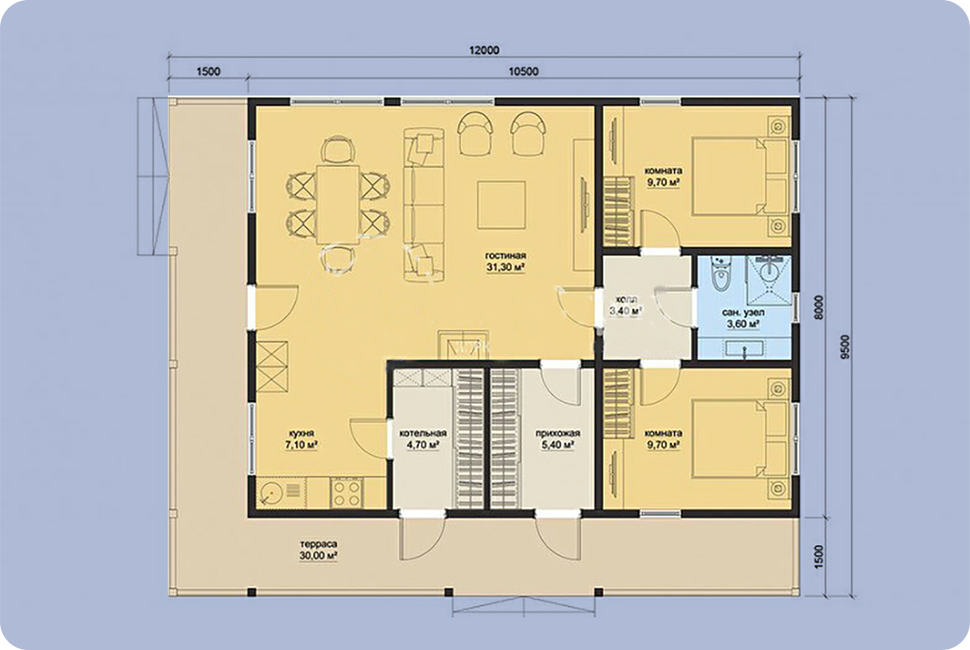 12000
1500
10500
комната
9,70 м²
гостиная
31,30 м²
холл
3,40 м²
сан. узел
3,60 м²
8000
9500
кухня
7,10 м²
котельная
4,70 м²
прихожая
5,40 м²
комната
9,70 м²
терраса
30,00 м²
1500